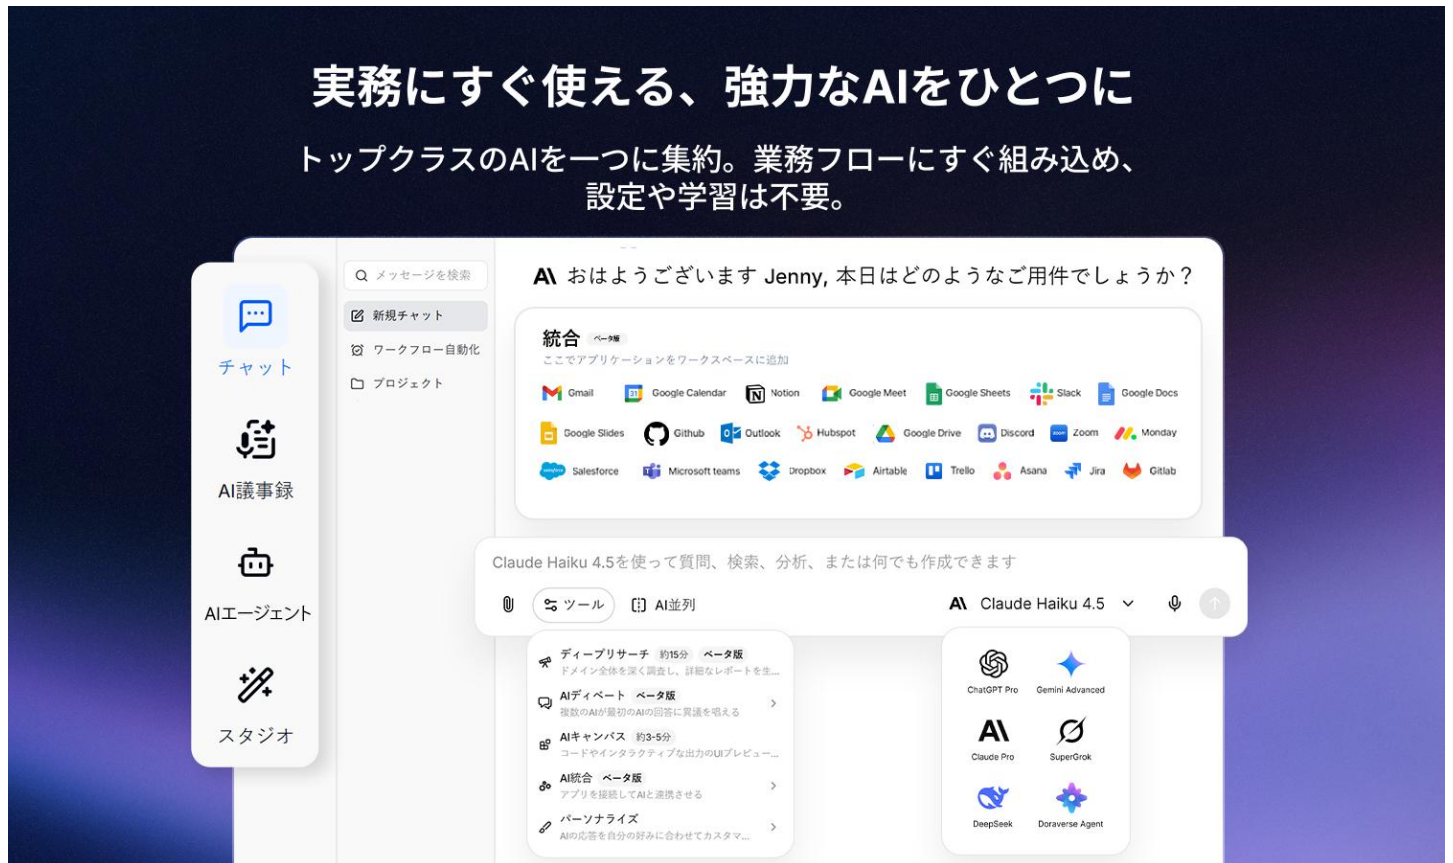 実務にすぐ使える、強力なAIをひとつに
トップクラスのAIを一つに集約。業務フローにすぐ組み込め、
設定や学習は不要。
チャット
AI議事録
AIエージェント
スタジオ
メッセージを検索
新規チャット
ワークフロー自動化
プロジェクト
おはようございます Jenny, 本日はどのようなご用件でしょうか？
統合 ベータ版
ここでアプリケーションをワークスペースに追加
Gmail Google Calendar Notion Google Meet Google Sheets Slack Google Docs
Google Slides Github Outlook Hubspot Google Drive Discord Zoom Monday
Salesforce Microsoft teams Dropbox Airtable Trello Asana Jira Gitlab
Claude Haiku 4.5を使って質問、検索、分析、または何でも作成できます
ツール AI並列 Claude Haiku 4.5
ディープリサーチ 約15分 ベータ版
ドメイン全体を深く調査し、詳細なレポートを生...
AIディベート ベータ版
複数のAIが最初のAIの回答に異議を唱える
AIキャンバス 約3-5分
コードやインタラクティブな出力のUIプレビュー...
AI統合 ベータ版
アプリを接続してAIと連携させる
パーソナライズ
AIの応答を自分の好みに合わせてカスタマ...
ChatGPT Pro Gemini Advanced
Claude Pro SuperGrok
DeepSeek Doraverse Agent